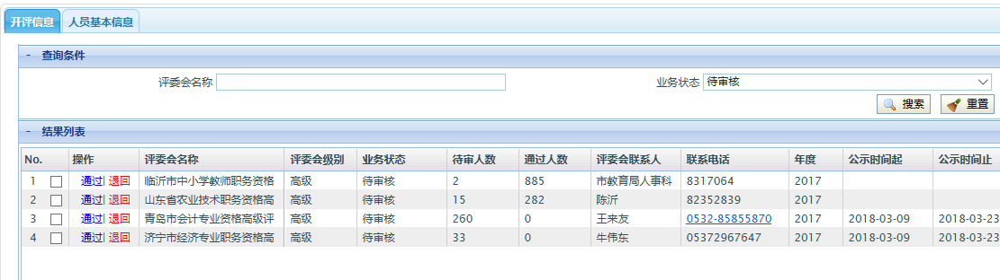 开评信息 人员基本信息
- 查询条件
评委会名称 业务状态 待审核
搜索 重置
- 结果列表
No. 操作 评委会名称 评委会级别 业务状态 待审人数 通过人数 评委会联系人 联系电话 年度 公示时间起 公示时间止
1 通过| 退回 临沂市中小学教师职务资格 高级 待审核 2 885 市教育局人事科 8317064 2017
2 通过| 退回 山东省农业技术职务资格高 高级 待审核 15 282 陈沂 82352839 2017
3 通过| 退回 青岛市会计专业资格高级评 高级 待审核 260 0 王来友 0532-85855870 2017 2018-03-09 2018-03-23
4 通过| 退回 济宁市经济专业职务资格高 高级 待审核 33 0 牛伟东 05372967647 2017 2018-03-09 2018-03-23